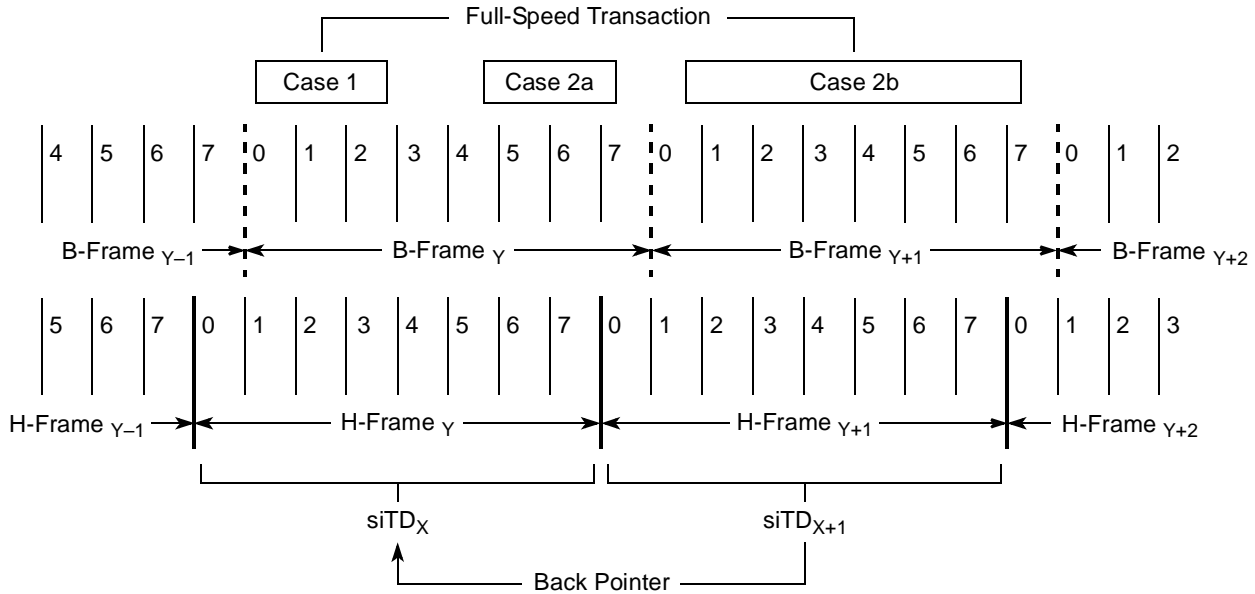 Full-Speed Transaction
Case 1 Case 2a Case 2b
4 5 6 7 0 1 2 3 4 5 6 7 0 1 2 3 4 5 6 7 0 1 2
B-Frame Y–1 B-Frame Y B-Frame Y+1 B-Frame Y+2
5 6 7 0 1 2 3 4 5 6 7 0 1 2 3 4 5 6 7 0 1 2 3
H-Frame Y–1 H-Frame Y H-Frame Y+1 H-Frame Y+2
siTDX siTDX+1
Back Pointer